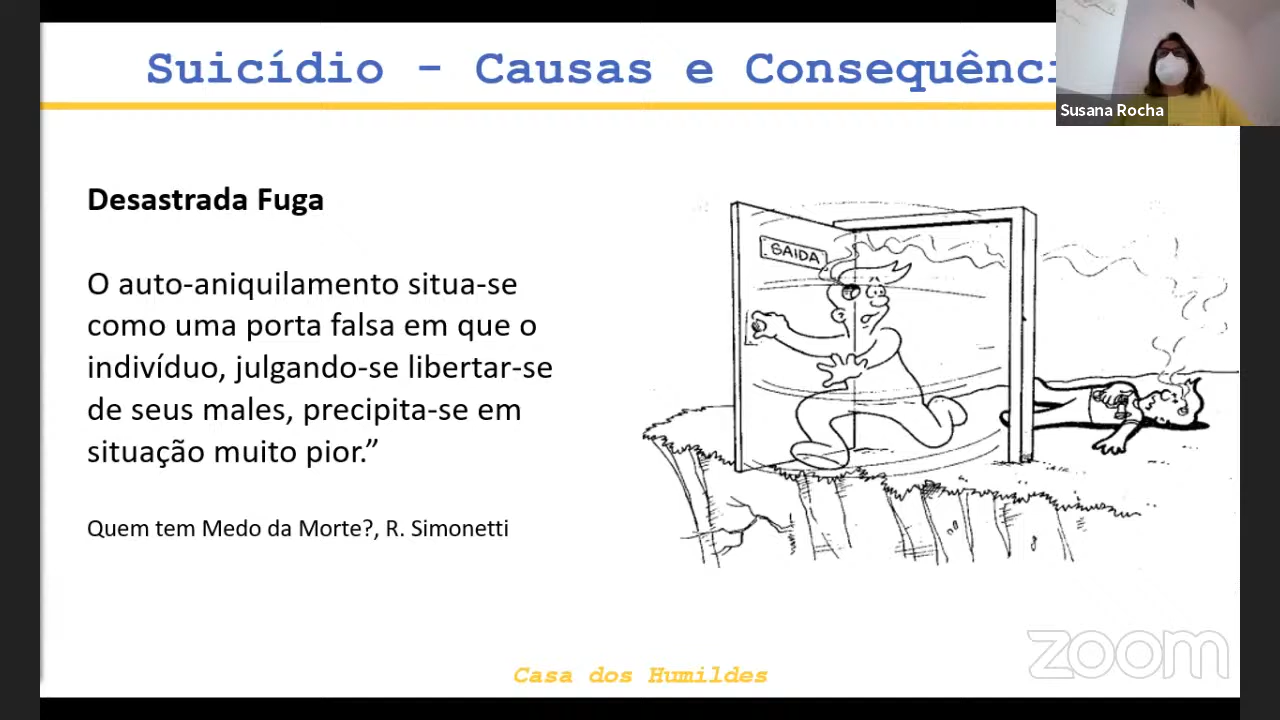 Suicídio - Causas e Consequênci
Susana Rocha
Desastrada Fuga
O auto-aniquilamento situa-se
como uma porta falsa em que o
indivíduo, julgando-se libertar-se
de seus males, precipita-se em
situação muito pior.”
Quem tem Medo da Morte?, R. Simonetti
SAIDA
zoom
Casa dos Humildes